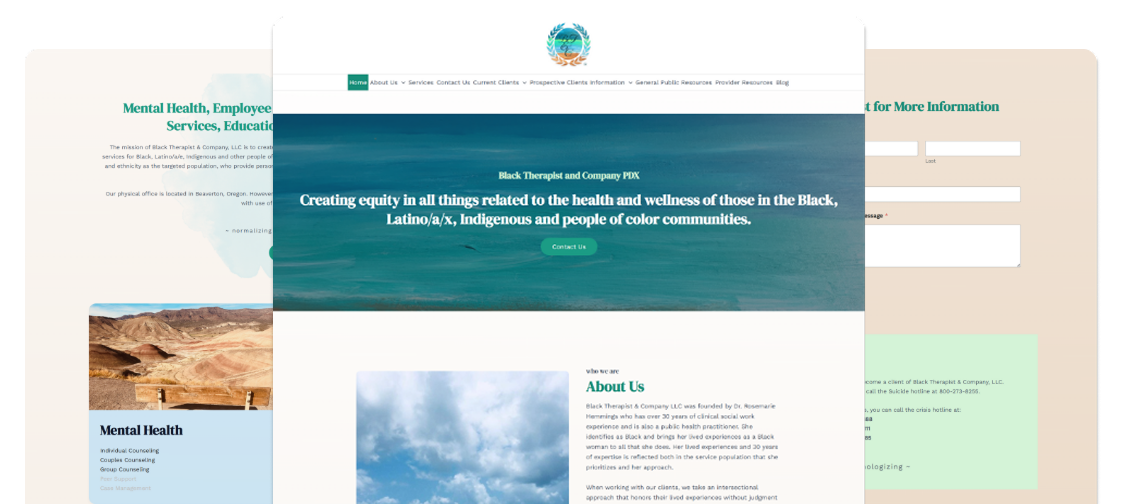 Home About Us Services Contact Us Current Clients Prospective Clients Information General Public Resources Provider Resources Blog
Black Therapist and Company PDX
Creating equity in all things related to the health and wellness of those in the Black,
Latino/a/x, Indigenous and people of color communities.
Contact Us
who we are
About Us
Black Therapist & Company LLC was founded by Dr. Rosemarie
Hemmings who has over 30 years of clinical social work
experience and is also a public health practitioner. She
identifies as Black and brings her lived experiences as a Black
woman to all that she does. Her lived experiences and 30 years
of expertise is reflected both in the service population that she
prioritizes and her approach.
When working with our clients, we take an intersectional
approach that honors their lived experiences without judgment
Mental Health, Employee
Services, Educatio
The mission of Black Therapist & Company, LLC is to creat
services for Black, Latino/a/e, Indigenous and other people of
and ethnicity as the targeted population, who provide person
Our physical office is located in Beaverton, Oregon. However
with use of
~ normalizing
Mental Health
Individual Counseling
Couples Counseling
Group Counseling
Peer Support
Case Management
t for More Information
Last
essage *
ecome a client of Black Therapist & Company, LLC.
call the Suicide hotline at 800-273-8255.
, you can call the crisis hotline at:
ologizing ~